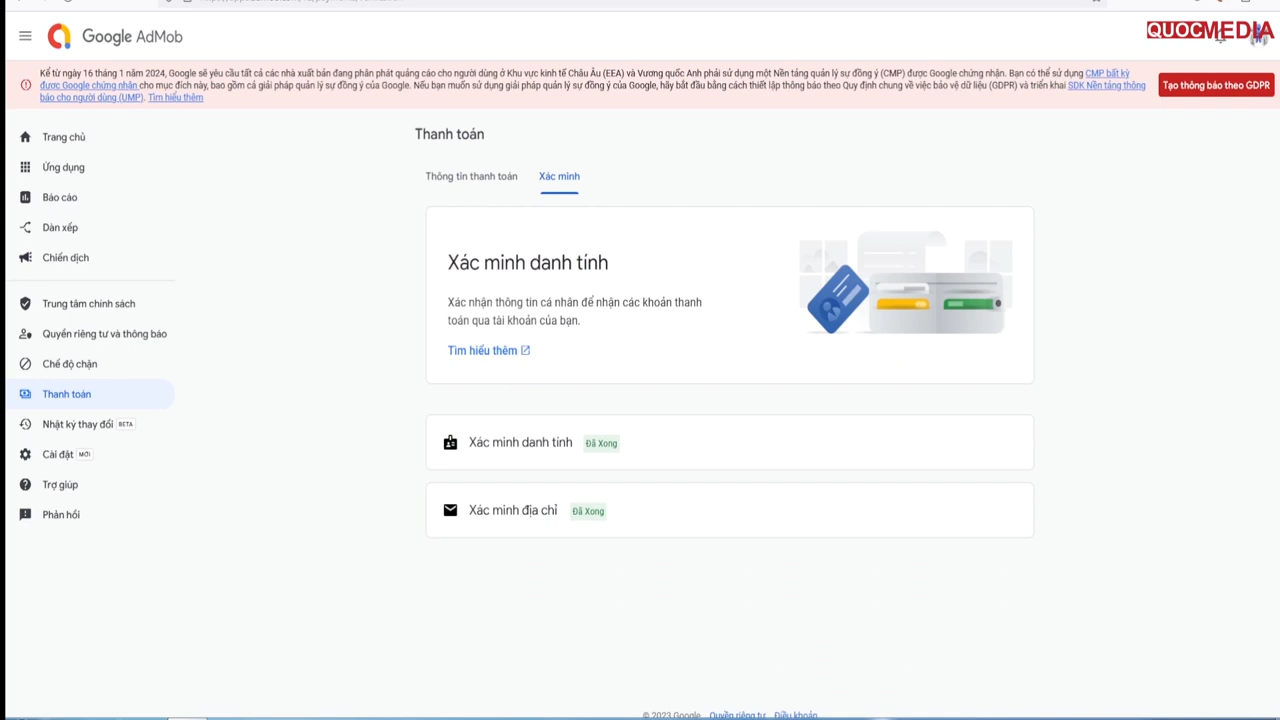 Google AdMob
QUOCMEDIA
Kể từ ngày 16 tháng 1 năm 2024, Google sẽ yêu cầu tất cả các nhà xuất bản đang phân phát quảng cáo cho người dùng ở Khu vực kinh tế Châu Âu (EEA) và Vương quốc Anh phải sử dụng một Nền tảng quản lý sự đồng ý (CMP) được Google chứng nhận. Bạn có thể sử dụng CMP bất kỳ
được Google chứng nhận cho mục đích này, bao gồm cả giải pháp quản lý sự đồng ý của Google. Nếu bạn muốn sử dụng giải pháp quản lý sự đồng ý của Google, hãy bắt đầu bằng cách thiết lập thông báo theo Quy định chung về việc bảo vệ dữ liệu (GDPR) và triển khai SDK Nền tảng thông
báo cho người dùng (UMP). Tìm hiểu thêm
Tạo thông báo theo GDPR
Trang chủ
Ứng dụng
Báo cáo
Dàn xếp
Chiến dịch
Trung tâm chính sách
Quyền riêng tư và thông báo
Chế độ chặn
Thanh toán
Nhật ký thay đổi BETA
Cài đặt MỚI
Trợ giúp
Phản hồi
Thanh toán
Thông tin thanh toán Xác minh
Xác minh danh tính
Xác nhận thông tin cá nhân để nhận các khoản thanh
toán qua tài khoản của bạn.
Tìm hiểu thêm
Xác minh danh tính Đã Xong
Xác minh địa chỉ Đã Xong
© 2023 Google Quyền riêng tư Điều khoản